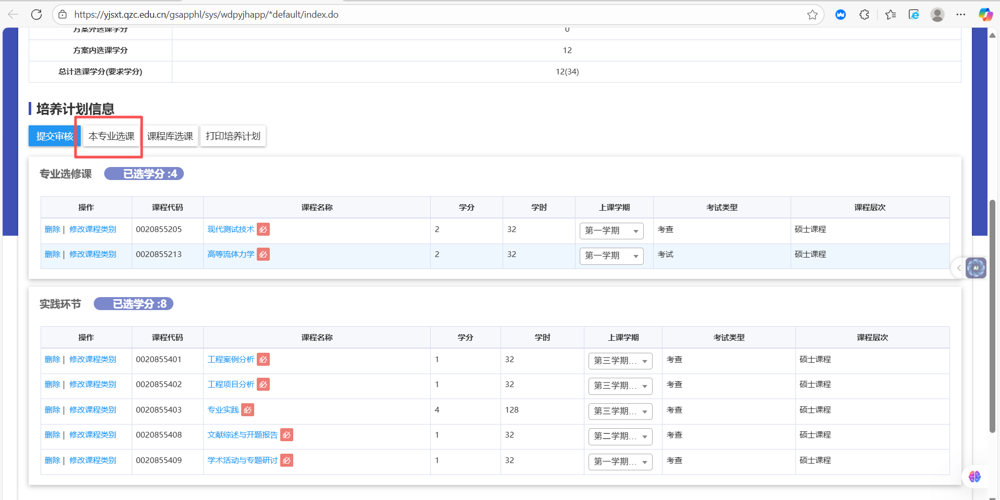 https://yjsxt.qzc.edu.cn/gsapphl/sys/wdpyjhapp/*default/index.do
方案外选课学分 0
方案内选课学分 12
总计选课学分(要求学分) 12(34)
培养计划信息
提交审核 本专业选课 课程库选课 打印培养计划
专业选修课 已选学分 :4
操作 课程代码 课程名称 学分 学时 上课学期 考试类型 课程层次
删除 | 修改课程类别 0020855205 现代测试技术 必 2 32 第一学期 考查 硕士课程
删除 | 修改课程类别 0020855213 高等流体力学 必 2 32 第一学期 考试 硕士课程
AI
实践环节 已选学分 :8
操作 课程代码 课程名称 学分 学时 上课学期 考试类型 课程层次
删除 | 修改课程类别 0020855401 工程案例分析 必 1 32 第三学期... 考查 硕士课程
删除 | 修改课程类别 0020855402 工程项目分析 必 1 32 第三学期... 考查 硕士课程
删除 | 修改课程类别 0020855403 专业实践 必 4 128 第三学期... 考查 硕士课程
删除 | 修改课程类别 0020855408 文献综述与开题报告 必 1 32 第二学期... 考查 硕士课程
删除 | 修改课程类别 0020855409 学术活动与专题研讨 必 1 32 第一学期... 考查 硕士课程